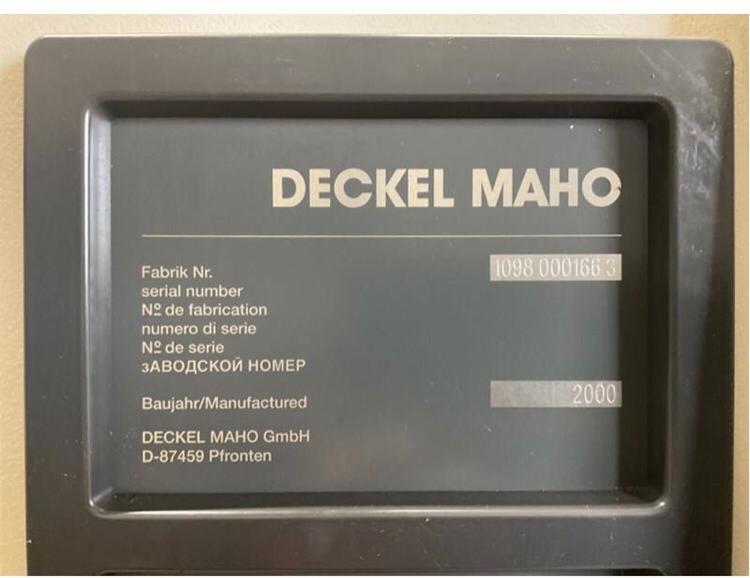 DECKEL MAHO
Fabrik Nr. 1098 000166 3
serial number
Nº de fabrication
numero di serie
Nº de serie
зАВОДСКОЙ НОМЕР
Baujahr/Manufactured 2000
DECKEL MAHO GmbH
D-87459 Pfronten